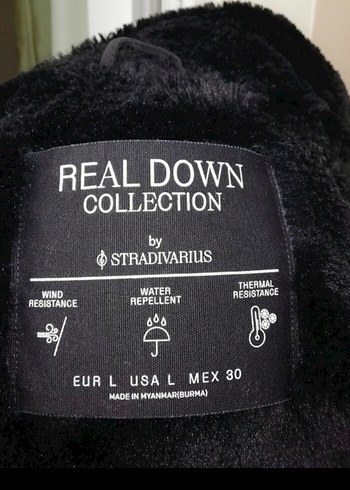 REAL DOWN
COLLECTION
by
STRADIVARIUS
WIND
RESISTANCE
WATER
REPELLENT
THERMAL
RESISTANCE
EUR L USA L MEX 30
MADE IN MYANMAR(BURMA)